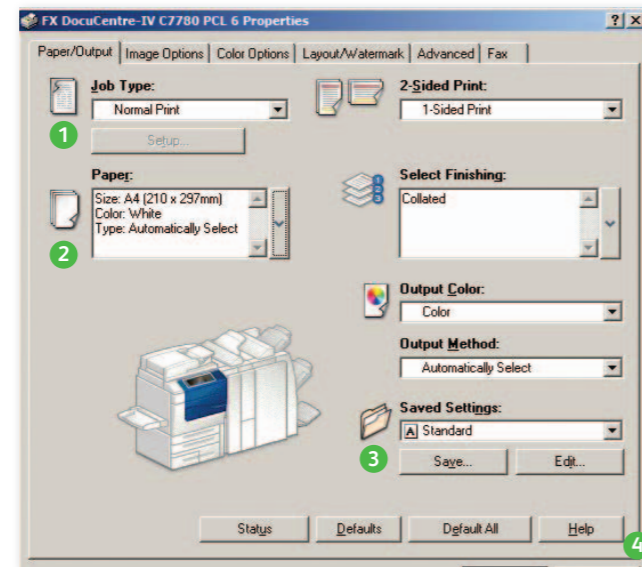 FX DocuCentre-IV C7780 PCL 6 Properties
Paper/Output Image Options Color Options Layout/Watermark Advanced Fax
Job Type:
Normal Print
1
Setup...
2-Sided Print:
1-Sided Print
Paper:
Size: A4 (210 x 297mm)
Color: White
Type: Automatically Select
2
Select Finishing:
Collated
Output Color:
Color
Output Method:
Automatically Select
Saved Settings:
A Standard
3
Save... Edit...
Status Defaults Default All Help
4